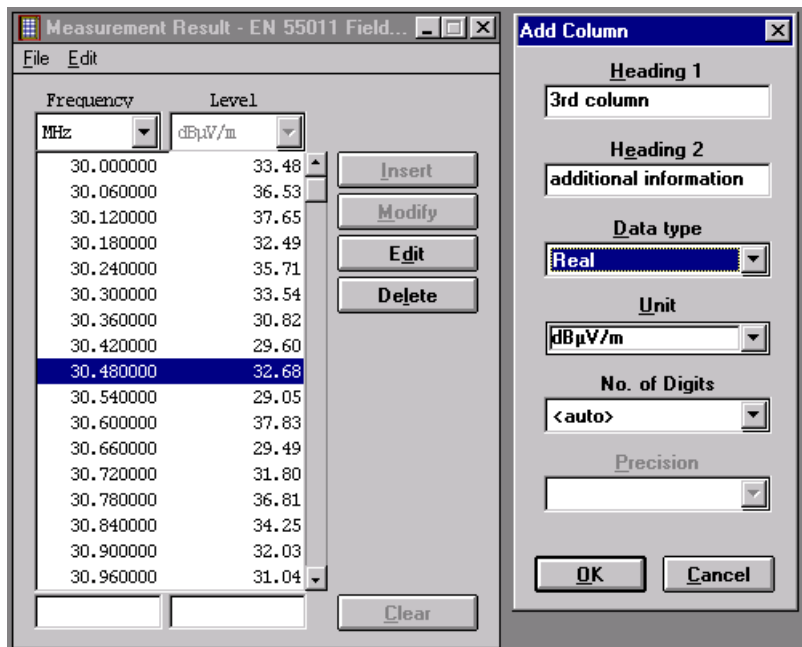 Measurement Result - EN 55011 Field...
File Edit
Frequency Level
MHz dBµV/m
30.000000 33.48
30.060000 36.53
30.120000 37.65
30.180000 32.49
30.240000 35.71
30.300000 33.54
30.360000 30.82
30.420000 29.60
30.480000 32.68
30.540000 29.05
30.600000 37.83
30.660000 29.49
30.720000 31.80
30.780000 36.81
30.840000 34.25
30.900000 32.03
30.960000 31.04
Insert
Modify
Edit
Delete
Clear
Add Column
Heading 1
3rd column
Heading 2
additional information
Data type
Real
Unit
dBµV/m
No. of Digits
<auto>
Precision
OK Cancel